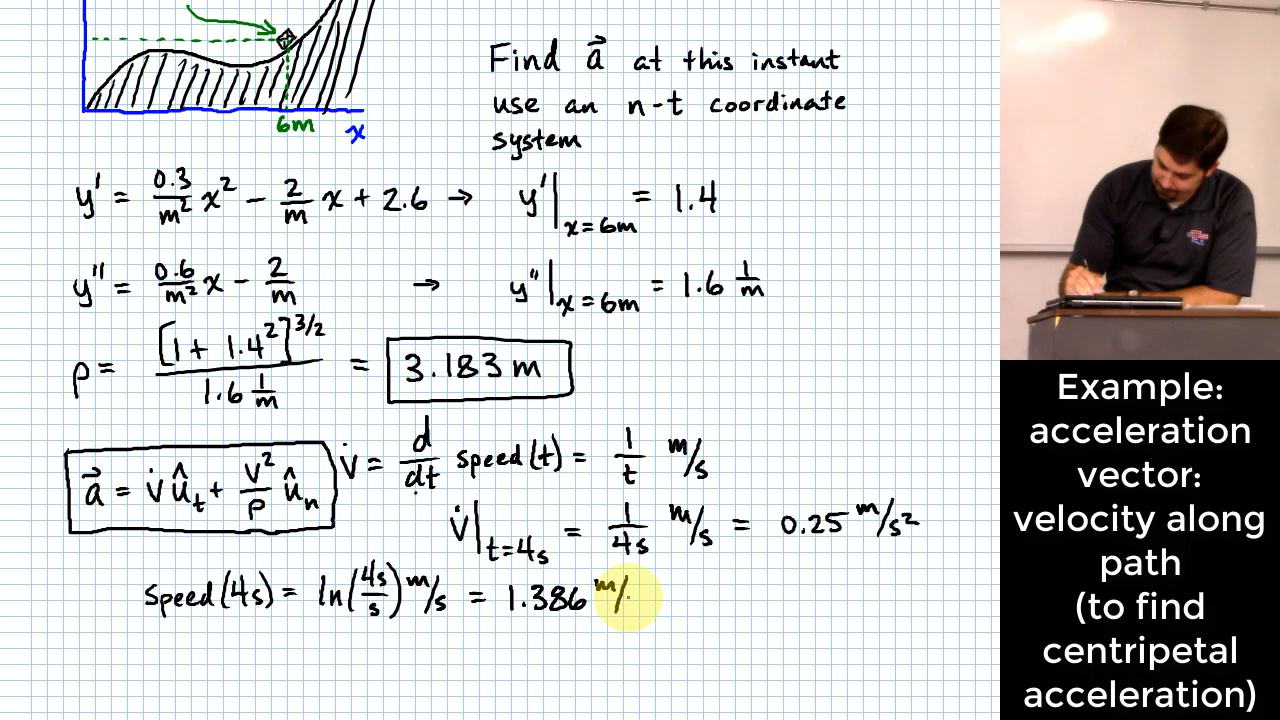 Find a⃗ at this instant
use an n-t coordinate
system
6m
x
y' = 0.3/m² x² - 2/m x + 2.6 → y'|x=6m = 1.4
y'' = 0.6/m² x - 2/m → y''|x=6m = 1.6 1/m
ρ = [1 + 1.4²]^3/2 / 1.6 1/m = 3.183 m
a⃗ = v̇ û_t + v²/ρ û_n
v̇ = d/dt speed(t) = 1/t m/s
v̇|t=4s = 1/4s m/s = 0.25 m/s²
speed(4s) = ln(4s/s) m/s = 1.386 m/
Example:
acceleration
vector:
velocity along
path
(to find
centripetal
acceleration)